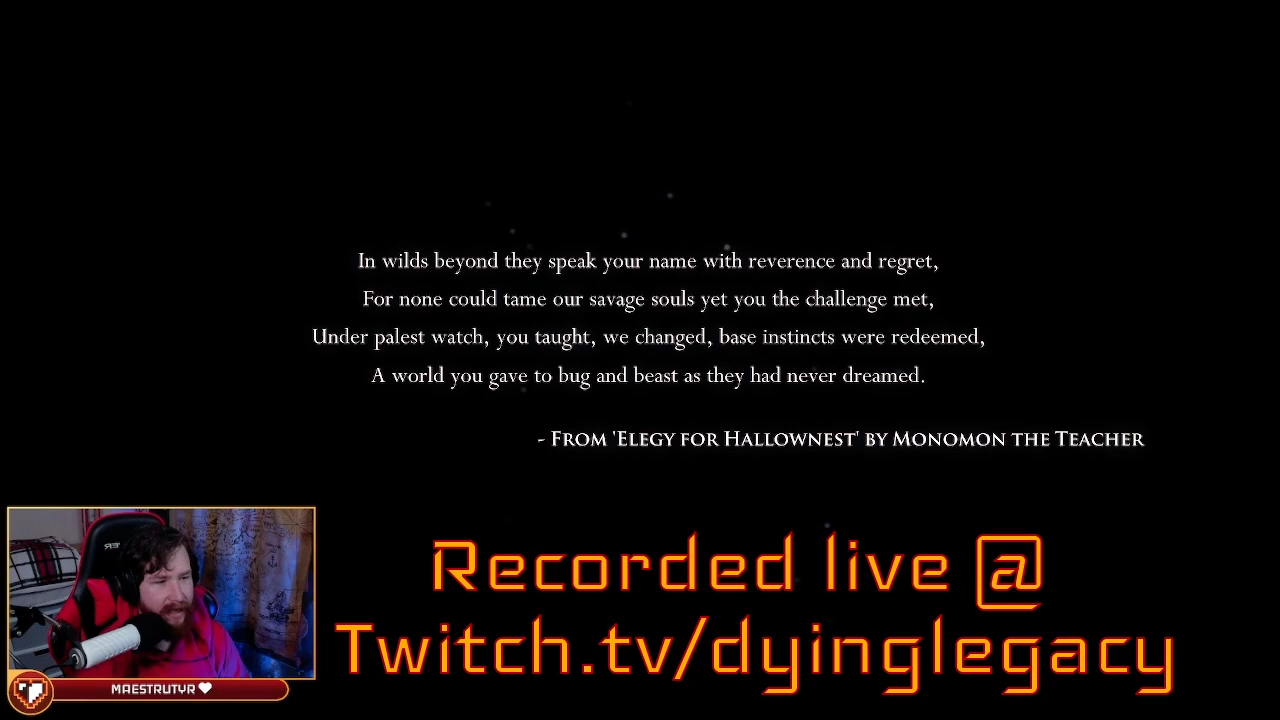 In wilds beyond they speak your name with reverence and regret,
For none could tame our savage souls yet you the challenge met,
Under palest watch, you taught, we changed, base instincts were redeemed,
A world you gave to bug and beast as they had never dreamed.
- From 'Elegy for Hallownest' by Monomon the Teacher
Recorded live @
Twitch.tv/dyinglegacy
MAESTRUTYR